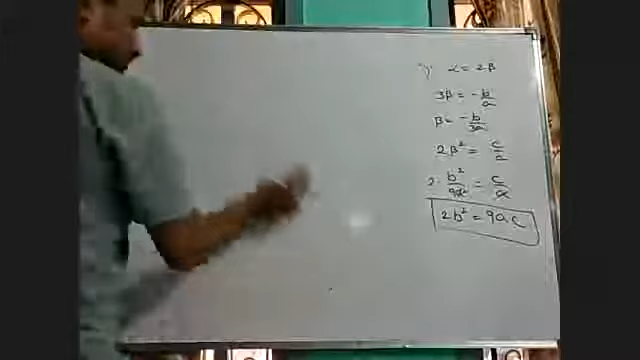 α = 2β
3β = -b/a
β = -b/3a
2β² = c/a
2. b²/9a² = c/a
2b² = 9ac